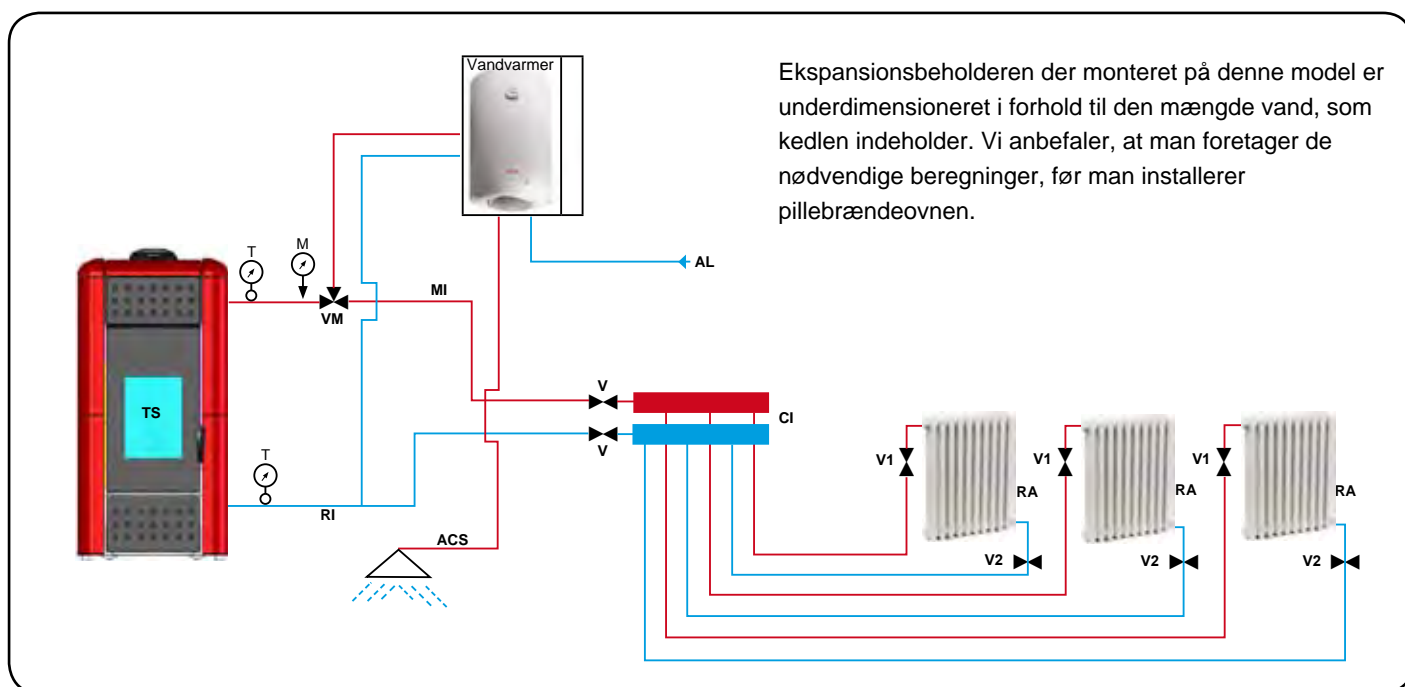 Vandvarmer
Ekspansionsbeholderen der monteret på denne model er
underdimensioneret i forhold til den mængde vand, som
kedlen indeholder. Vi anbefaler, at man foretager de
nødvendige beregninger, før man installerer
pillebrændeovnen.
T
M
AL
MI
VM
V
TS
CI
V
V1
V1
V1
T
RA
RA
RA
RI
ACS
V2
V2
V2